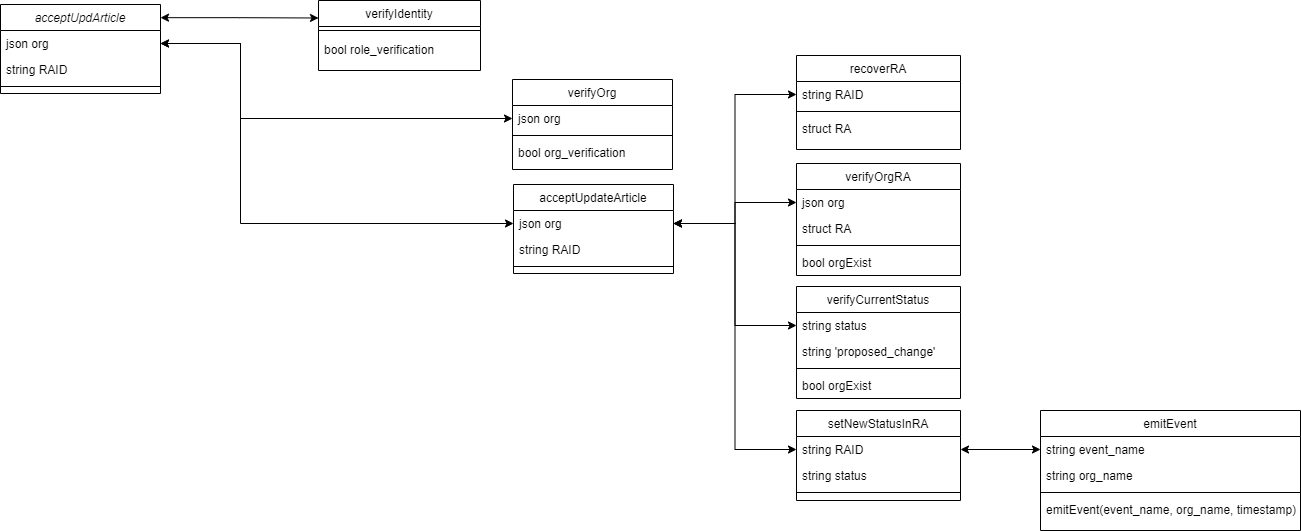 acceptUpdArticle
json org
string RAID
verifyIdentity
bool role_verification
verifyOrg
json org
bool org_verification
acceptUpdateArticle
json org
string RAID
recoverRA
string RAID
struct RA
verifyOrgRA
json org
struct RA
bool orgExist
verifyCurrentStatus
string status
string 'proposed_change'
bool orgExist
setNewStatusInRA
string RAID
string status
emitEvent
string event_name
string org_name
emitEvent(event_name, org_name, timestamp)